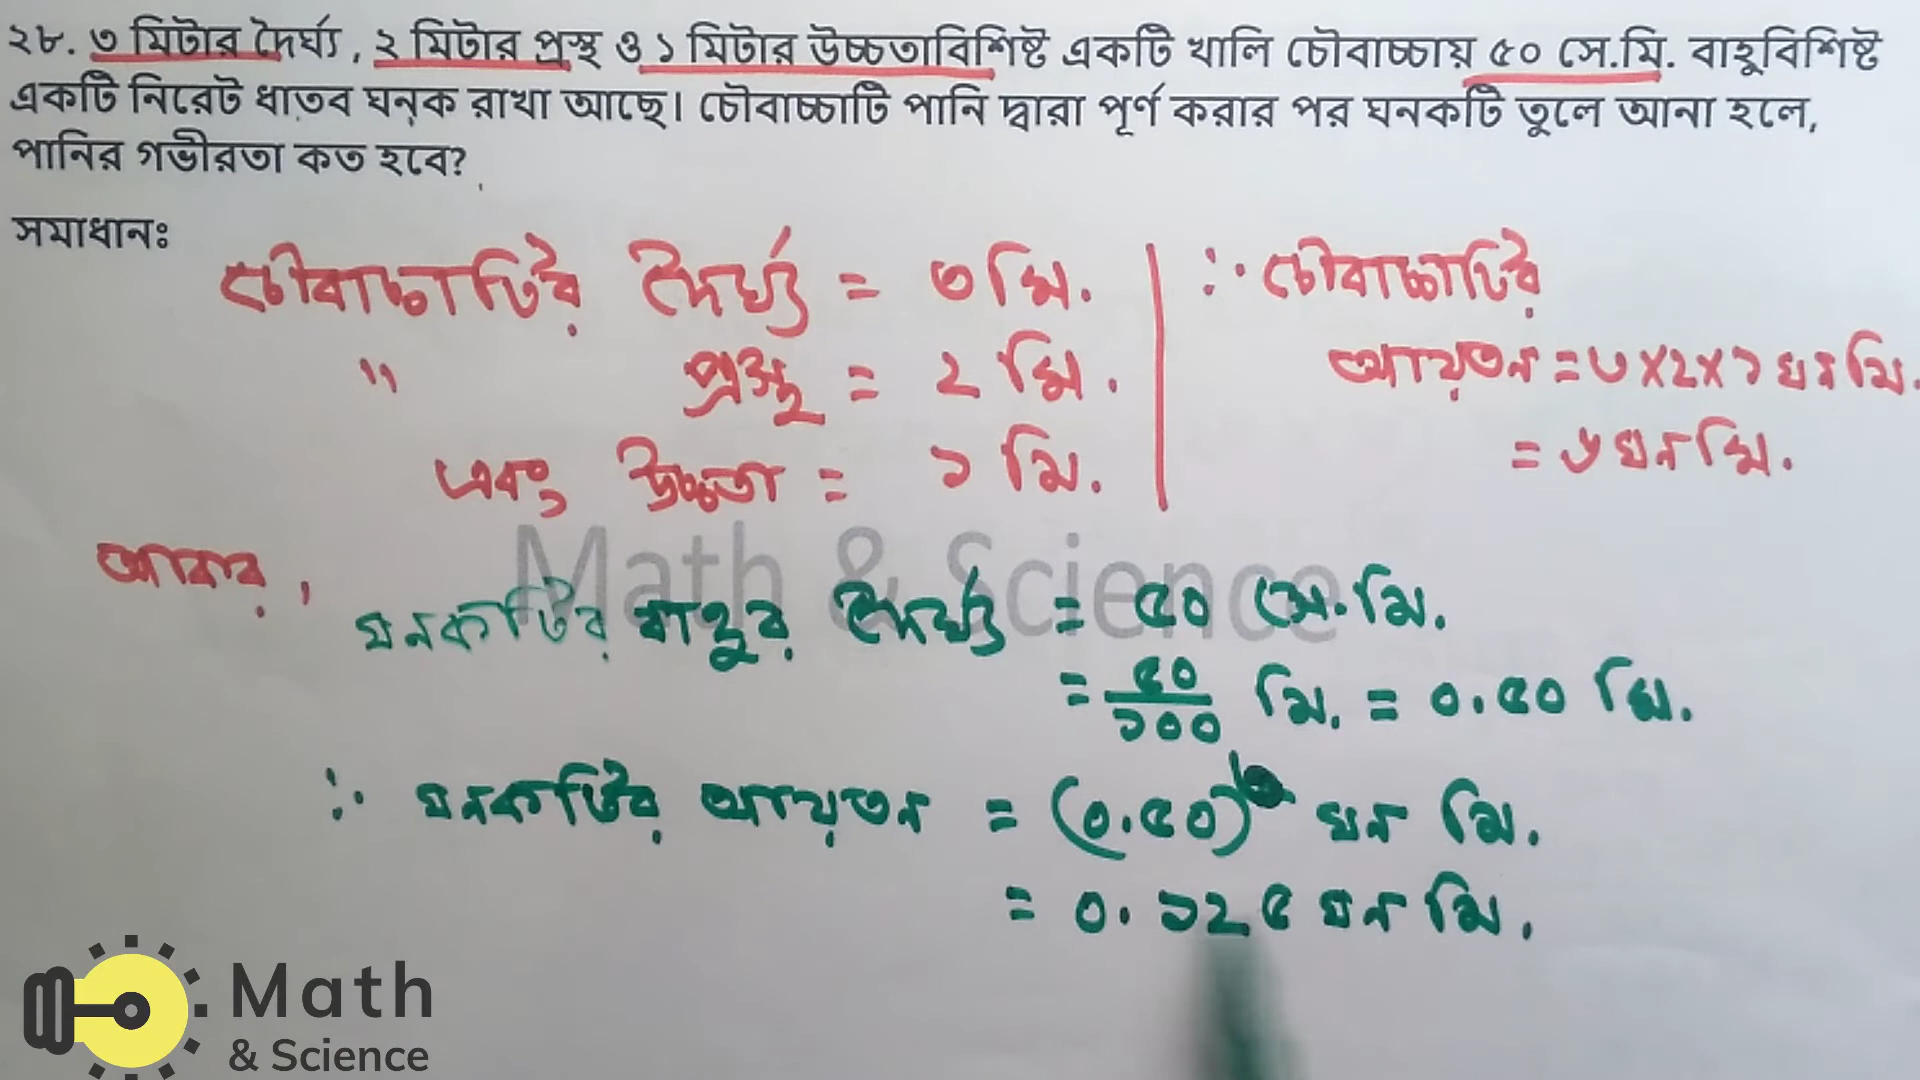 ২৮. ৩ মিটার দৈর্ঘ্য, ২ মিটার প্রস্থ ও ১ মিটার উচ্চতাবিশিষ্ট একটি খালি চৌবাচ্চায় ৫০ সে.মি. বাহুবিশিষ্ট
একটি নিরেট ধাতব ঘনক রাখা আছে। চৌবাচ্চাটি পানি দ্বারা পূর্ণ করার পর ঘনকটি তুলে আনা হলে,
পানির গভীরতা কত হবে?
সমাধানঃ
চৌবাচ্চাটির দৈর্ঘ্য = ৩ মি.
" প্রস্থ = ২ মি.
এবং উচ্চতা = ১ মি.
∴ চৌবাচ্চাটির
আয়তন = ৩×২×১ ঘন মি.
= ৬ ঘন মি.
আবার,
ঘনকটির বাহুর দৈর্ঘ্য = ৫০ সে.মি.
= ৫০/১০০ মি. = ০.৫০ মি.
∴ ঘনকটির আয়তন = (০.৫০)³ ঘন মি.
= ০.১২৫ ঘন মি.
Math & Science
Math
& Science